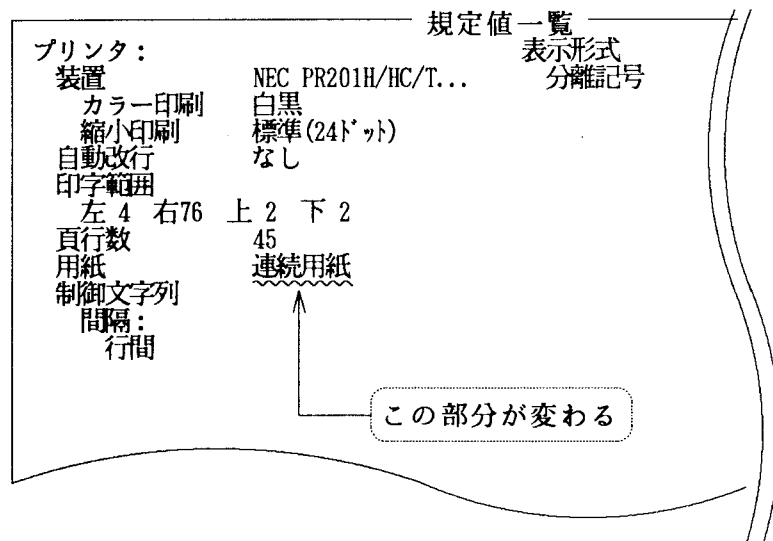 規定値一覧
プリンタ: 表示形式
装置 NEC PR201H/HC/T... 分離記号
カラー印刷 白黒
縮小印刷 標準(24ﾄﾞｯﾄ)
自動改行 なし
印字範囲
左 4 右76 上 2 下 2
頁行数 45
用紙 連続用紙
制御文字列
間隔:
行間
この部分が変わる